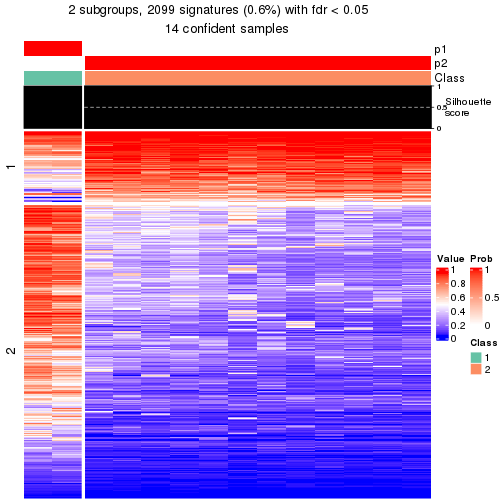 2 subgroups, 2099 signatures (0.6%) with fdr < 0.05
14 confident samples
p1
p2
Class
1
0.5
0
Silhouette
score
1
2
Value
1
0.8
0.6
0.4
0.2
0
Prob
1
0.5
0
Class
1
2